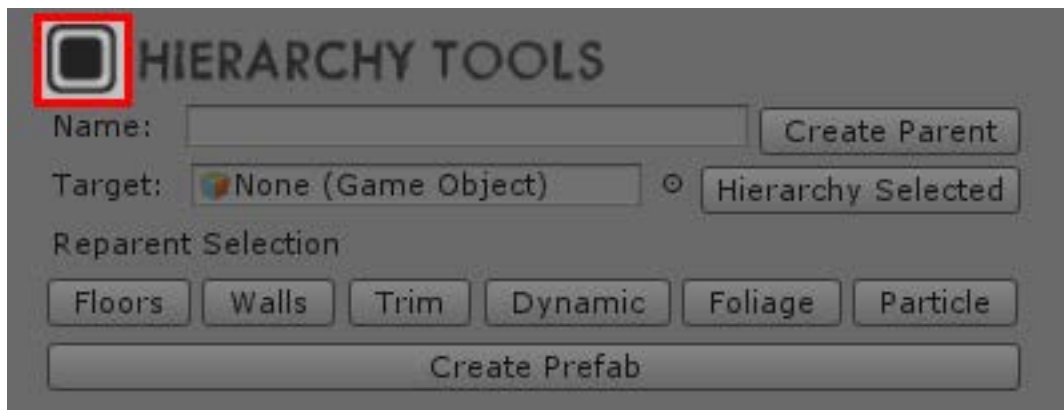 HiERARCHY TOOLS
Name: Create Parent
Target: None (Game Object) Hierarchy Selected
Reparent Selection
Floors Walls Trim Dynamic Foliage Particle
Create Prefab